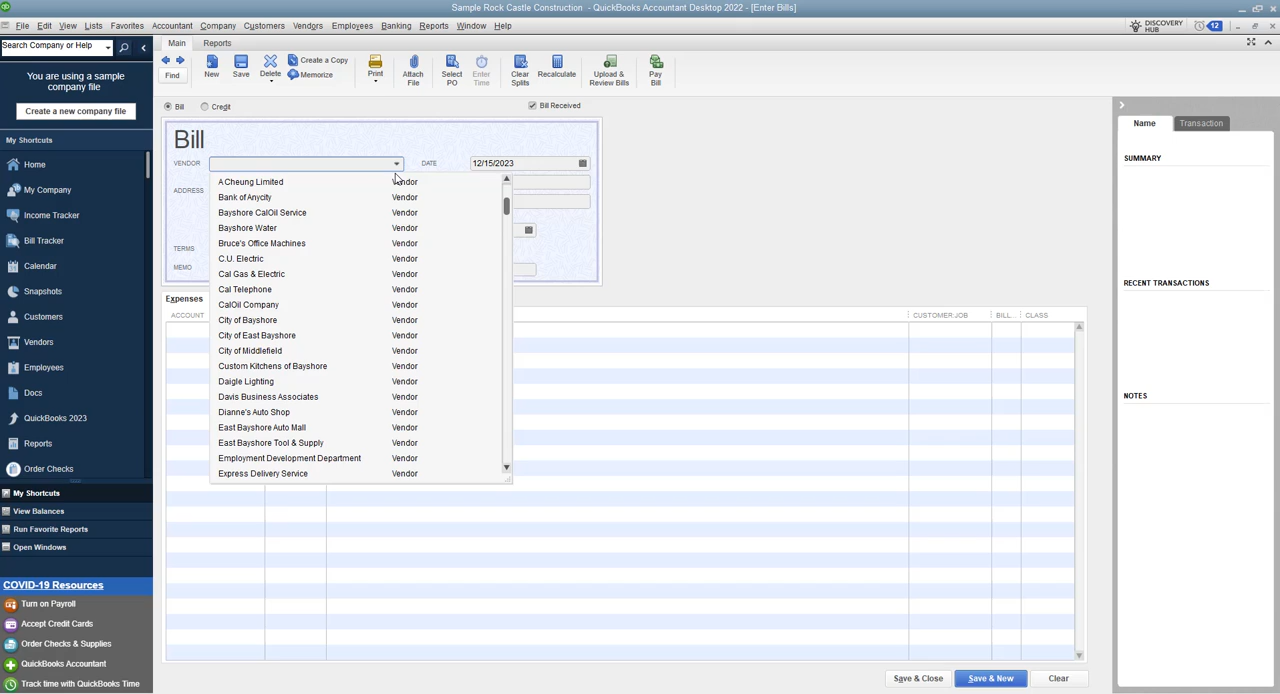 Sample Rock Castle Construction - QuickBooks Accountant Desktop 2022 - [Enter Bills]
File Edit View Lists Favorites Accountant Company Customers Vendors Employees Banking Reports Window Help
DISCOVERY HUB 12
Search Company or Help
Main Reports
Find
New
Save
Delete
Create a Copy
Memorize
Print
Attach File
Select PO
Enter Time
Clear Splits
Recalculate
Upload & Review Bills
Pay Bill
You are using a sample
company file
Create a new company file
My Shortcuts
Home
My Company
Income Tracker
Bill Tracker
Calendar
Snapshots
Customers
Vendors
Employees
Docs
QuickBooks 2023
Reports
Order Checks
My Shortcuts
View Balances
Run Favorite Reports
Open Windows
COVID-19 Resources
Turn on Payroll
Accept Credit Cards
Order Checks & Supplies
QuickBooks Accountant
Track time with QuickBooks Time
Bill Credit Bill Received
Bill
VENDOR DATE 12/15/2023
ADDRESS
TERMS
MEMO
A Cheung Limited Vendor
Bank of Anycity Vendor
Bayshore CalOil Service Vendor
Bayshore Water Vendor
Bruce's Office Machines Vendor
C.U. Electric Vendor
Cal Gas & Electric Vendor
Cal Telephone Vendor
CalOil Company Vendor
City of Bayshore Vendor
City of East Bayshore Vendor
City of Middlefield Vendor
Custom Kitchens of Bayshore Vendor
Daigle Lighting Vendor
Davis Business Associates Vendor
Dianne's Auto Shop Vendor
East Bayshore Auto Mall Vendor
East Bayshore Tool & Supply Vendor
Employment Development Department Vendor
Express Delivery Service Vendor
Expenses
ACCOUNT CUSTOMER:JOB BILL... CLASS
Save & Close Save & New Clear
Name Transaction
SUMMARY
RECENT TRANSACTIONS
NOTES